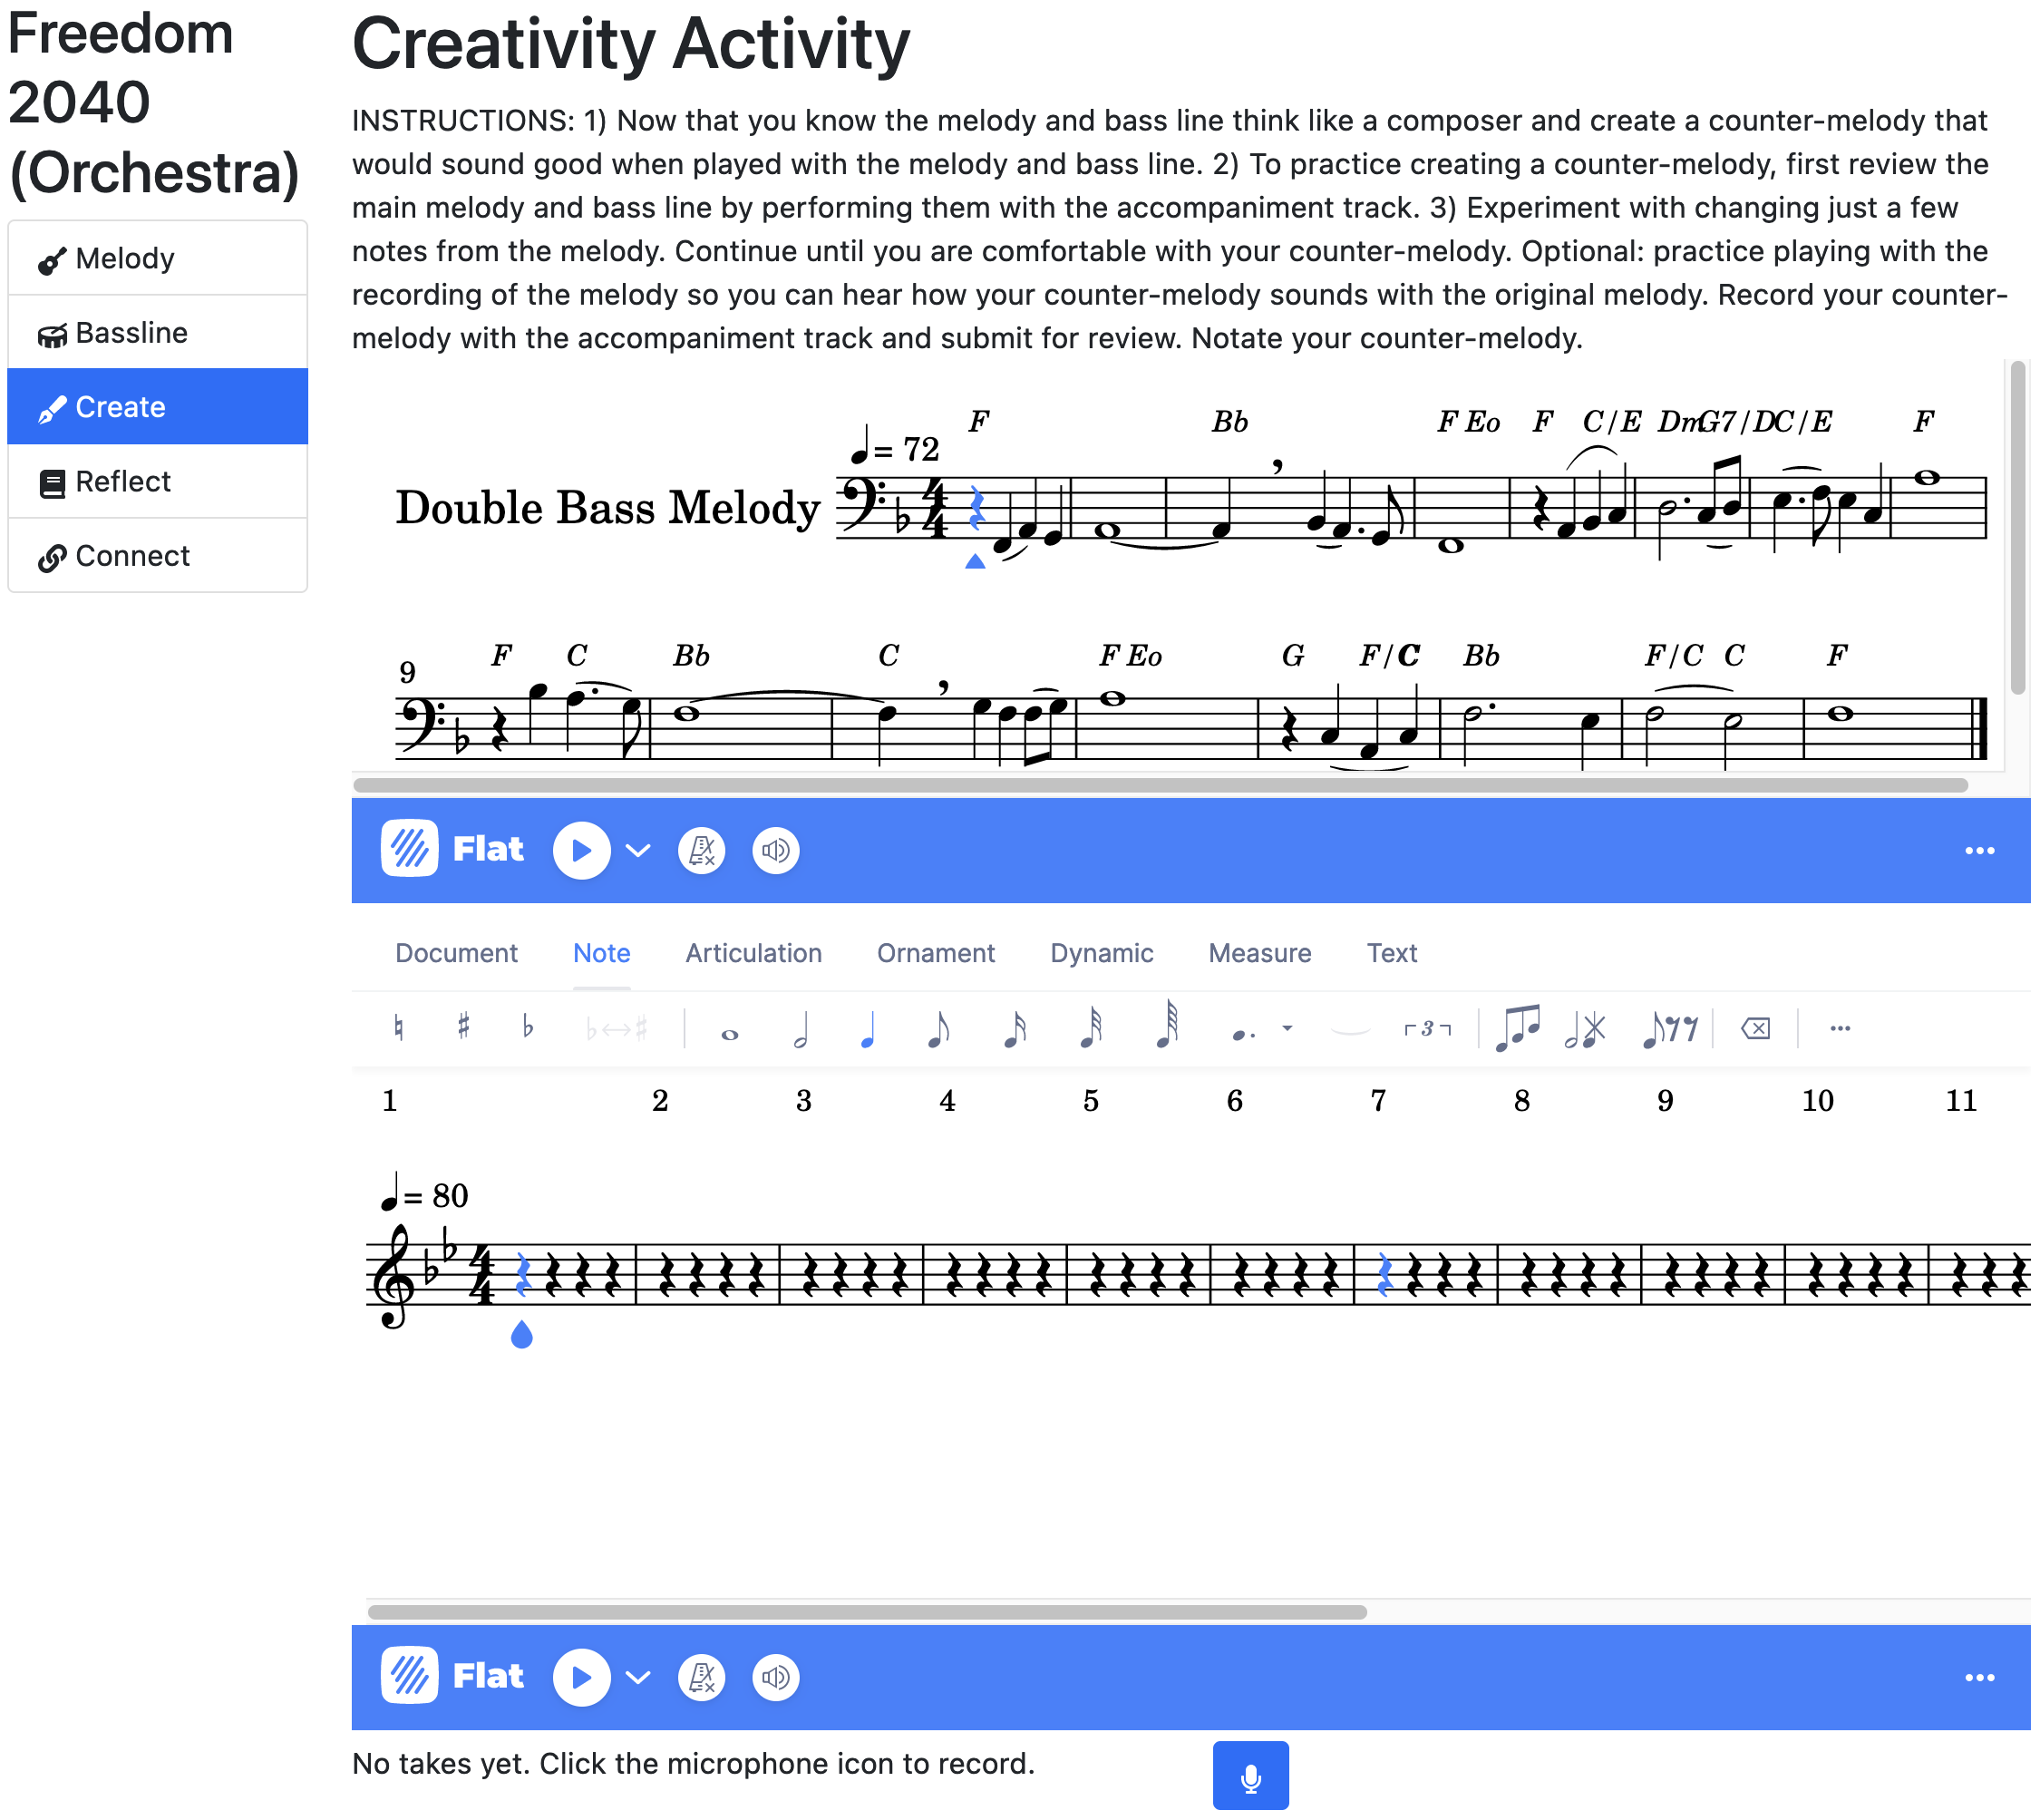 Freedom
2040
(Orchestra)
Melody
Bassline
Create
Reflect
Connect
Creativity Activity
INSTRUCTIONS: 1) Now that you know the melody and bass line think like a composer and create a counter-melody that
would sound good when played with the melody and bass line. 2) To practice creating a counter-melody, first review the
main melody and bass line by performing them with the accompaniment track. 3) Experiment with changing just a few
notes from the melody. Continue until you are comfortable with your counter-melody. Optional: practice playing with the
recording of the melody so you can hear how your counter-melody sounds with the original melody. Record your counter-
melody with the accompaniment track and submit for review. Notate your counter-melody.
F Bb F Eo F C/E Dm G7/D C/E F
= 72
Double Bass Melody
4
4
F C Bb C F Eo G F/C C Bb F/C C F
9
Flat
Document Note Articulation Ornament Dynamic Measure Text
3
1 2 3 4 5 6 7 8 9 10 11
= 80
4
4
Flat
No takes yet. Click the microphone icon to record.